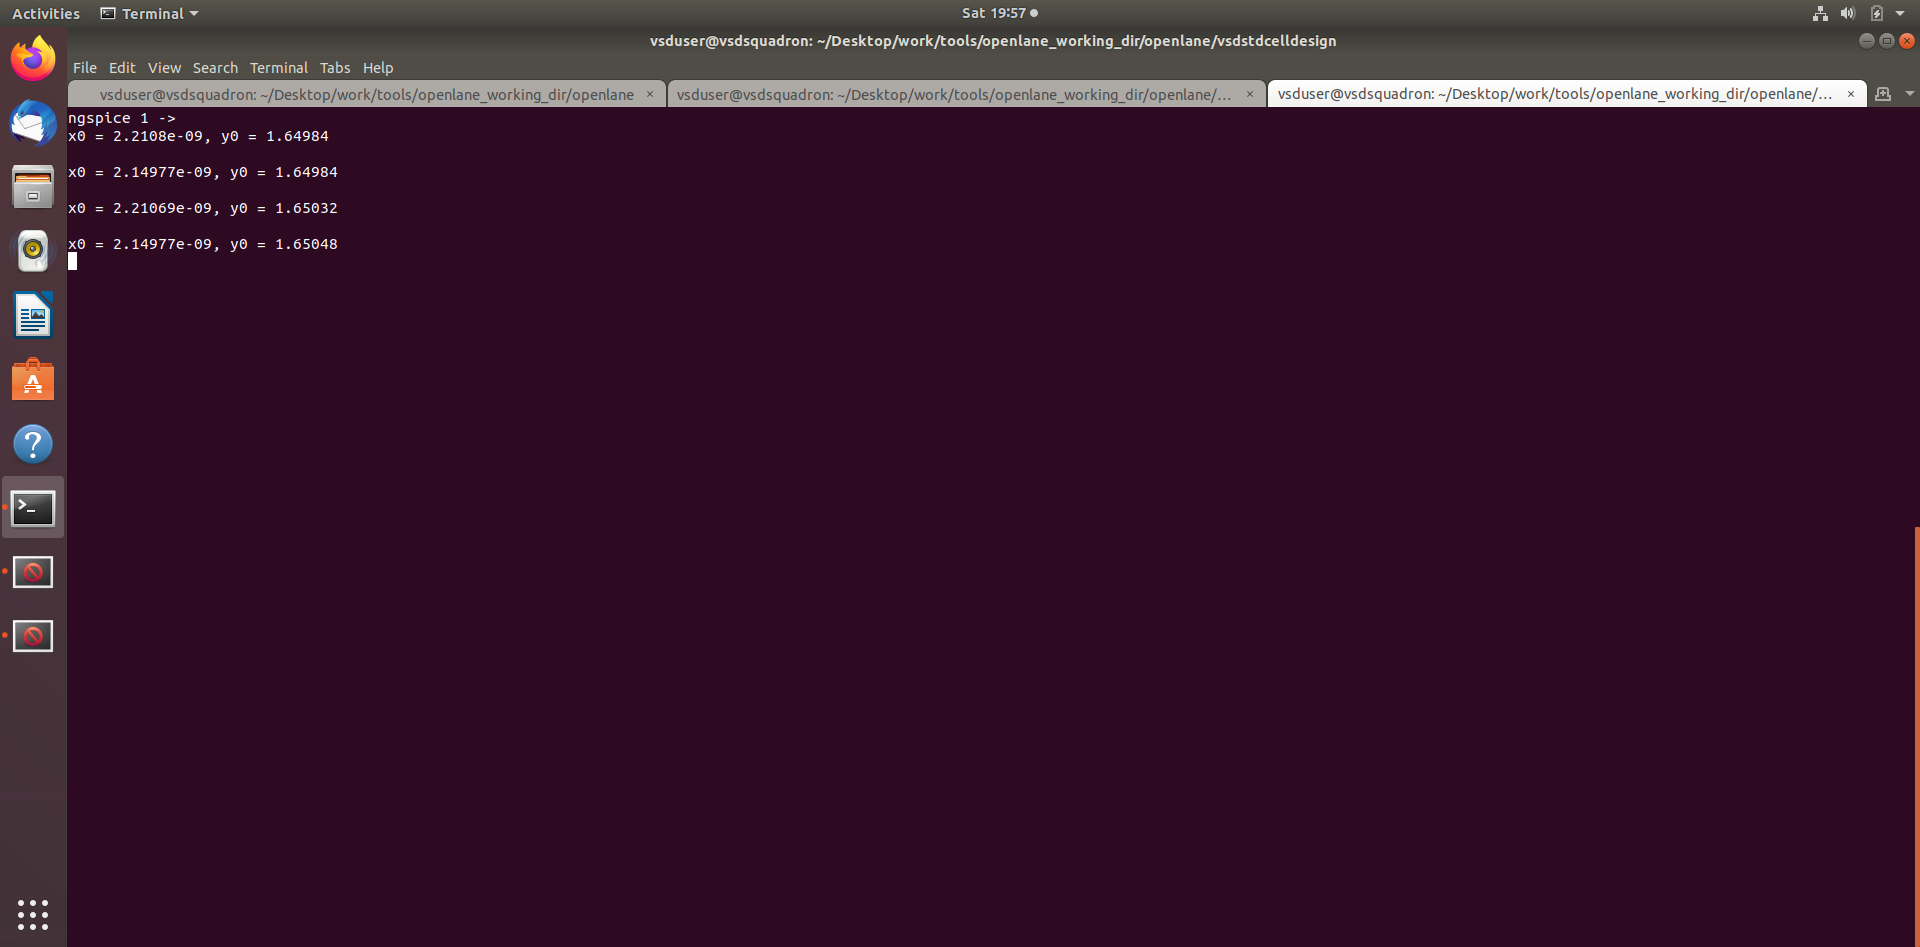 Activities
Terminal
Sat 19:57
vsduser@vsdsquadron: ~/Desktop/work/tools/openlane_working_dir/openlane/vsdstdcelldesign
File Edit View Search Terminal Tabs Help
vsduser@vsdsquadron: ~/Desktop/work/tools/openlane_working_dir/openlane ×
vsduser@vsdsquadron: ~/Desktop/work/tools/openlane_working_dir/openlane/... ×
vsduser@vsdsquadron: ~/Desktop/work/tools/openlane_working_dir/openlane/... ×
ngspice 1 ->
x0 = 2.2108e-09, y0 = 1.64984
x0 = 2.14977e-09, y0 = 1.64984
x0 = 2.21069e-09, y0 = 1.65032
x0 = 2.14977e-09, y0 = 1.65048